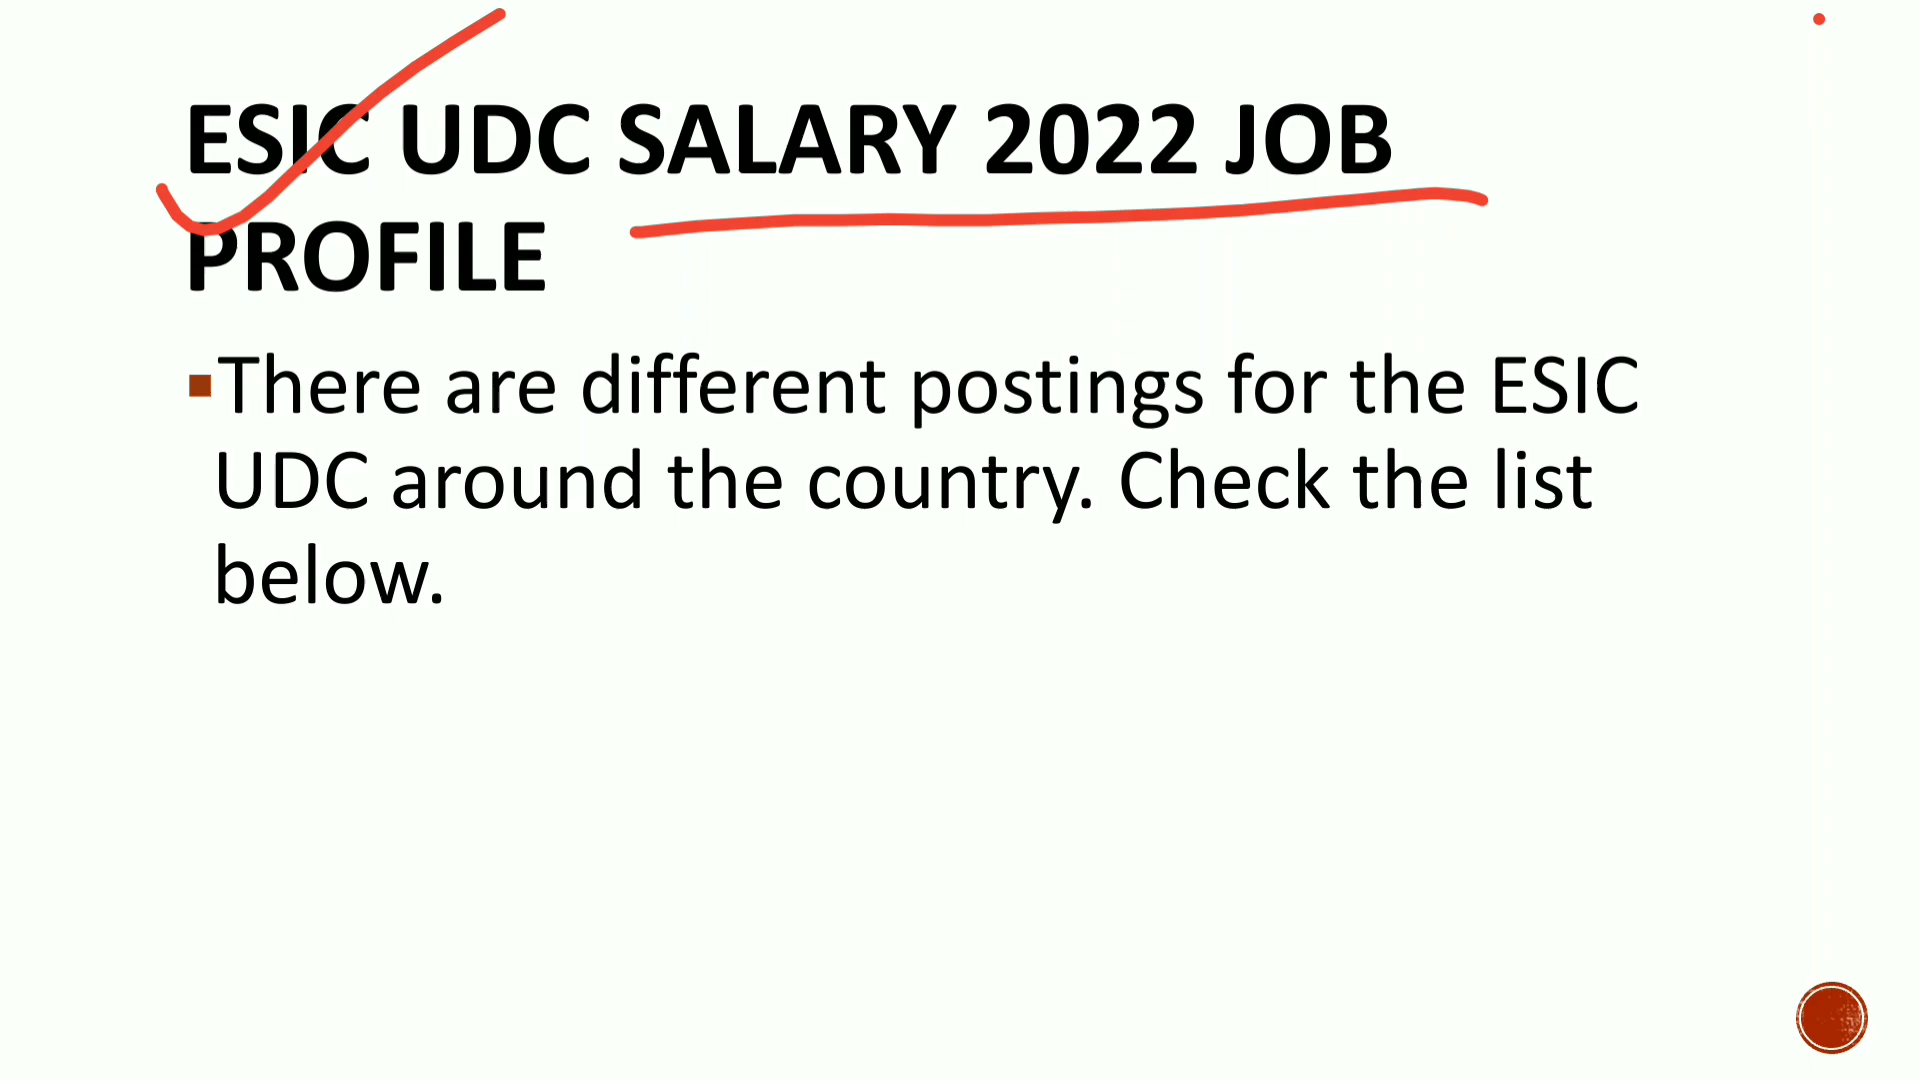 ESIC UDC SALARY 2022 JOB
PROFILE
▪There are different postings for the ESIC
UDC around the country. Check the list
below.